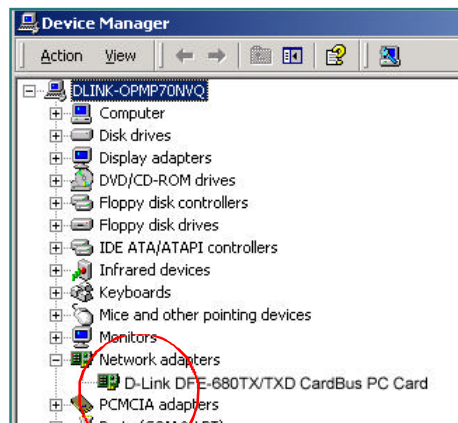 Device Manager
Action View
DLINK-OPMP70NVQ
Computer
Disk drives
Display adapters
DVD/CD-ROM drives
Floppy disk controllers
Floppy disk drives
IDE ATA/ATAPI controllers
Infrared devices
Keyboards
Mice and other pointing devices
Monitors
Network adapters
D-Link DFE-680TX/TXD CardBus PC Card
PCMCIA adapters